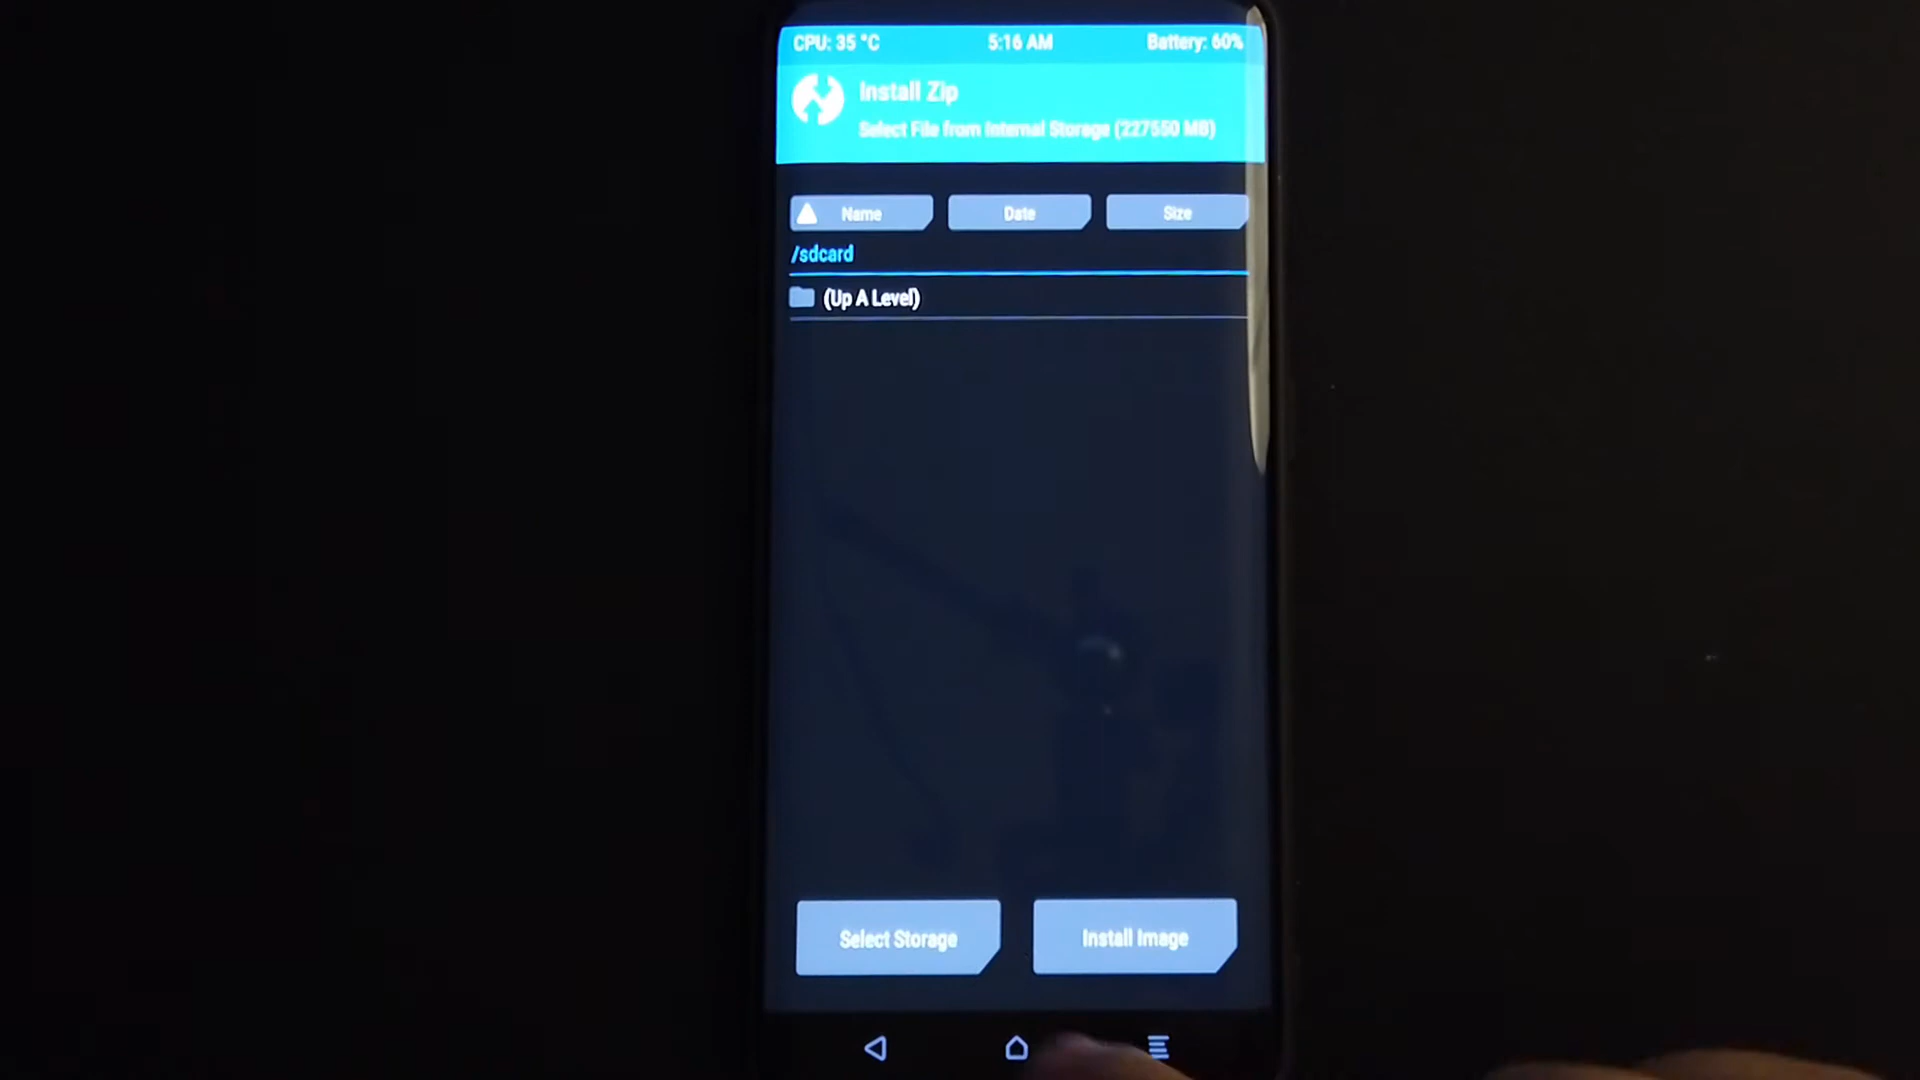 CPU: 35 °C 5:16 AM Battery: 60%
Install Zip
Select File from Internal Storage (227550 MB)
Name Date Size
/sdcard
(Up A Level)
Select Storage Install Image